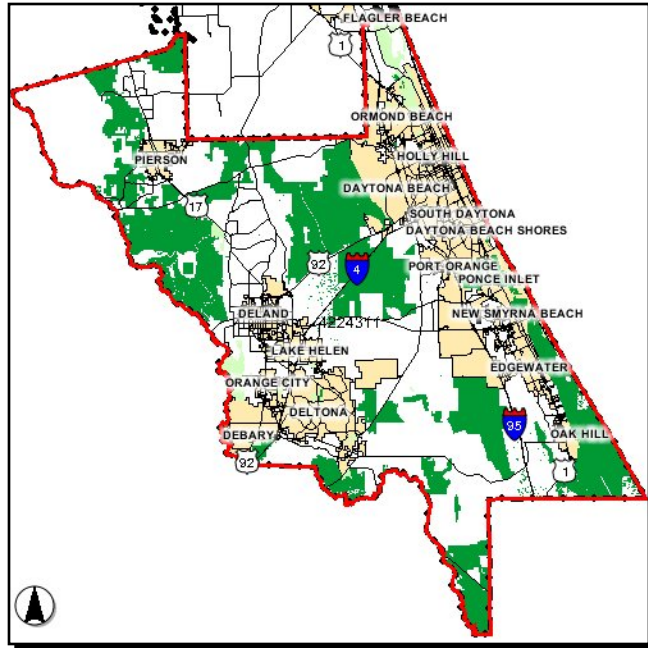 FLAGLER BEACH
1
ORMOND BEACH
HOLLY HILL
PIERSON
DAYTONA BEACH
17
SOUTH DAYTONA
DAYTONA BEACH SHORES
92
4
PORT ORANGE
PONCE INLET
DELAND
NEW SMYRNA BEACH
LAKE HELEN
EDGEWATER
ORANGE CITY
DELTONA
95
DEBARY
OAK HILL
92
1